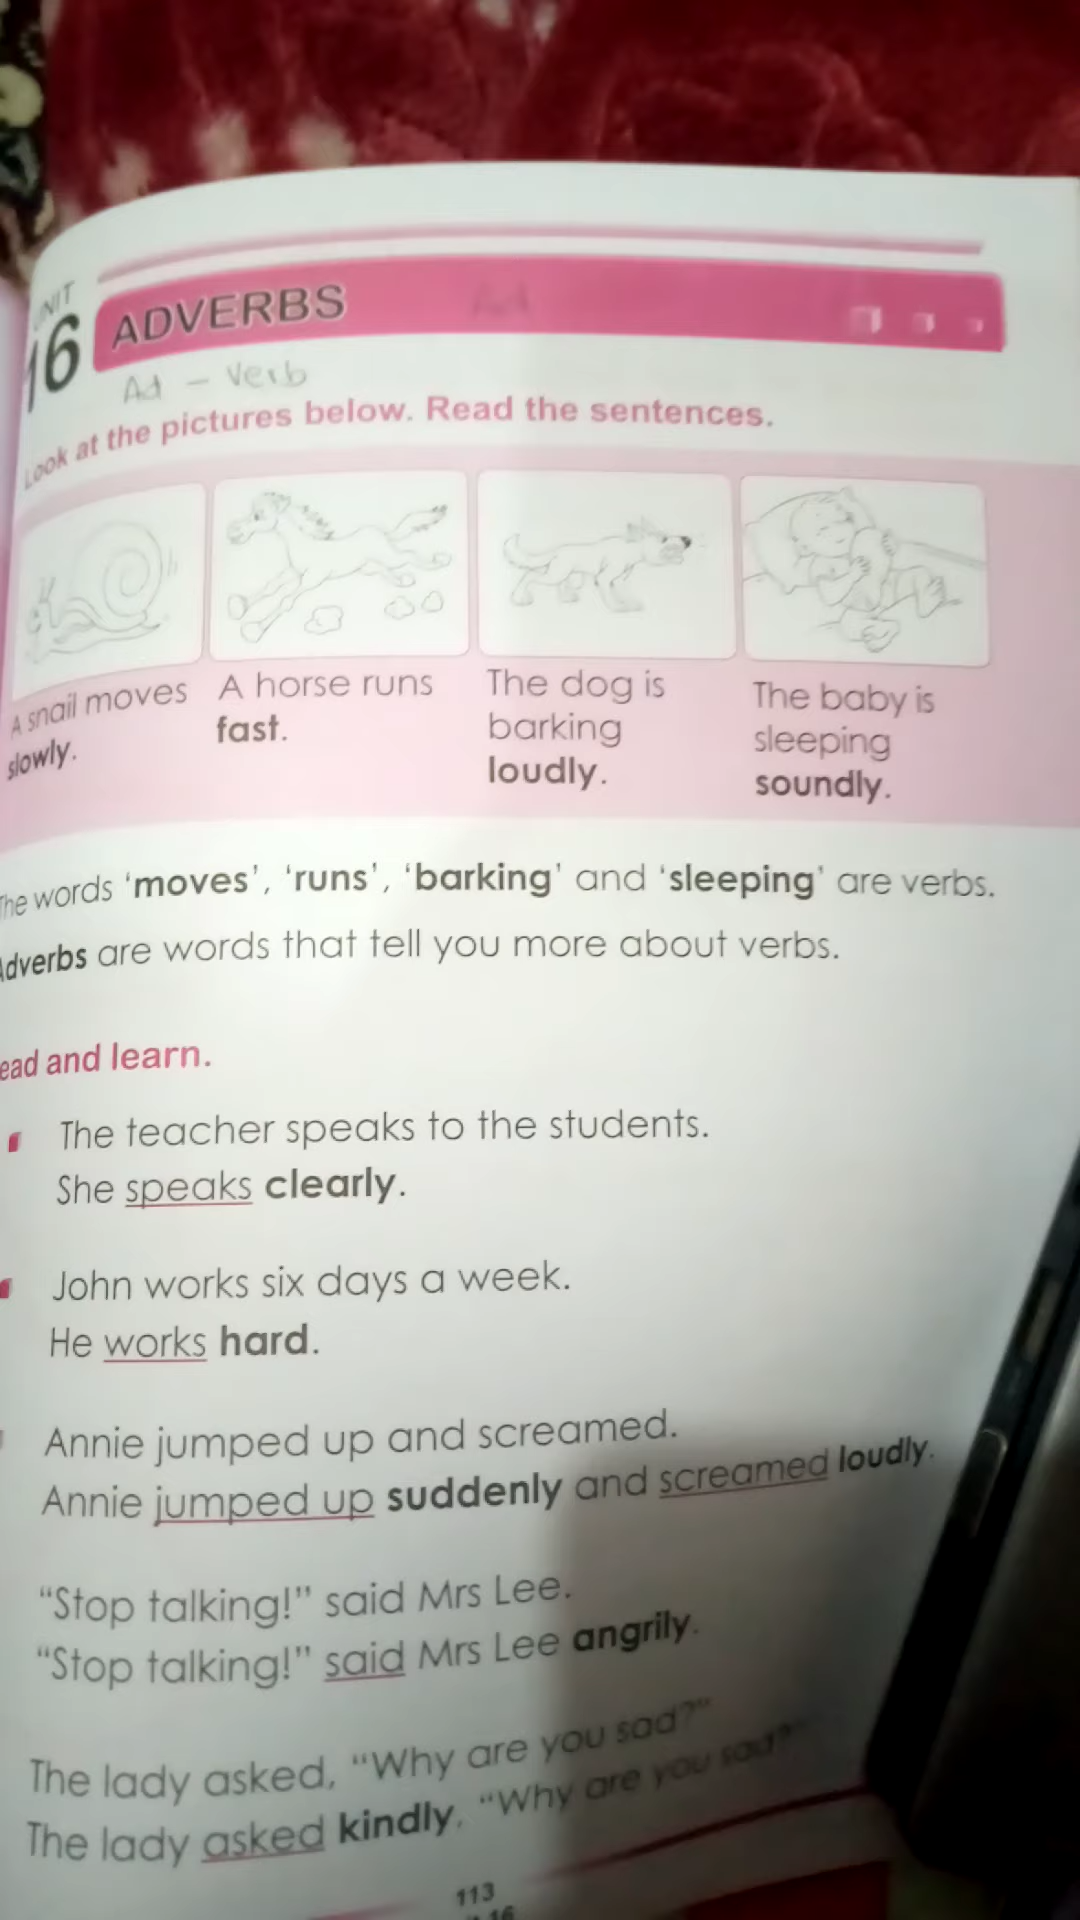 UNIT
16
ADVERBS
Ad - Verb
Look at the pictures below. Read the sentences.
A snail moves
slowly.
A horse runs
fast.
The dog is
barking
loudly.
The baby is
sleeping
soundly.
The words ‘moves’, ‘runs’, ‘barking’ and ‘sleeping’ are verbs.
Adverbs are words that tell you more about verbs.
ead and learn.
The teacher speaks to the students.
She speaks clearly.
John works six days a week.
He works hard.
Annie jumped up and screamed.
Annie jumped up suddenly and screamed loudly.
“Stop talking!” said Mrs Lee.
“Stop talking!” said Mrs Lee angrily.
The lady asked, “Why are you sad?”
The lady asked kindly, “Why are you sad?”
113
16